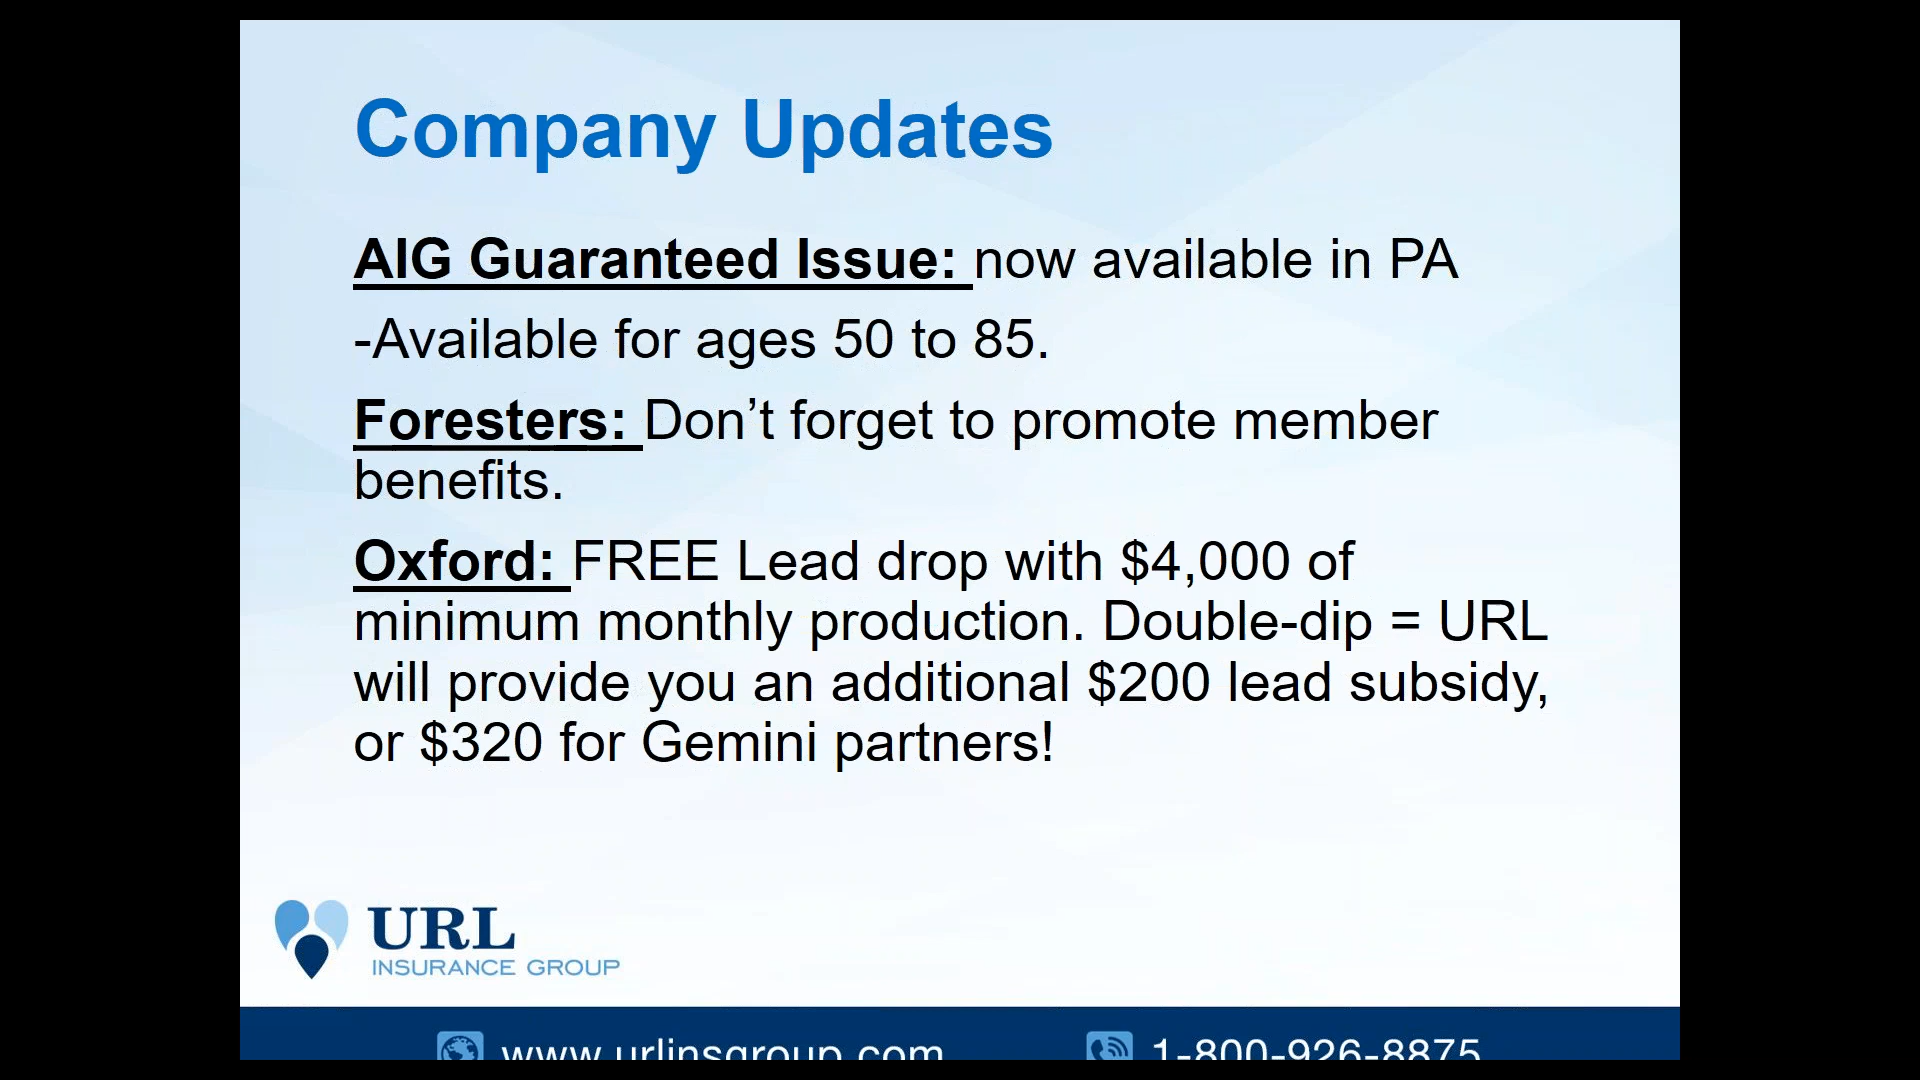 Company Updates
AIG Guaranteed Issue: now available in PA
-Available for ages 50 to 85.
Foresters: Don’t forget to promote member
benefits.
Oxford: FREE Lead drop with $4,000 of
minimum monthly production. Double-dip = URL
will provide you an additional $200 lead subsidy,
or $320 for Gemini partners!
URL
INSURANCE GROUP
www.urlinsgroup.com
1-800-926-8875